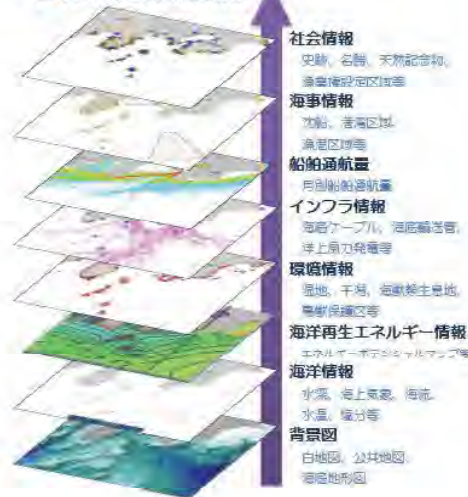 社会情報
史跡、名勝、天然記念物、
漁業権設定区域等
海事情報
沈船、港湾区域、
漁港区域等
船舶通航量
月別船舶通航量
インフラ情報
海底ケーブル、海底輸送管、
洋上風力発電等
環境情報
湿地、干潟、海獣類生息地、
鳥獣保護区等
海洋再生エネルギー情報
エネルギーポテンシャルマップ等
海洋情報
水深、海上気象、海流、
水温、塩分等
背景図
白地図、公共地図、
海底地形図